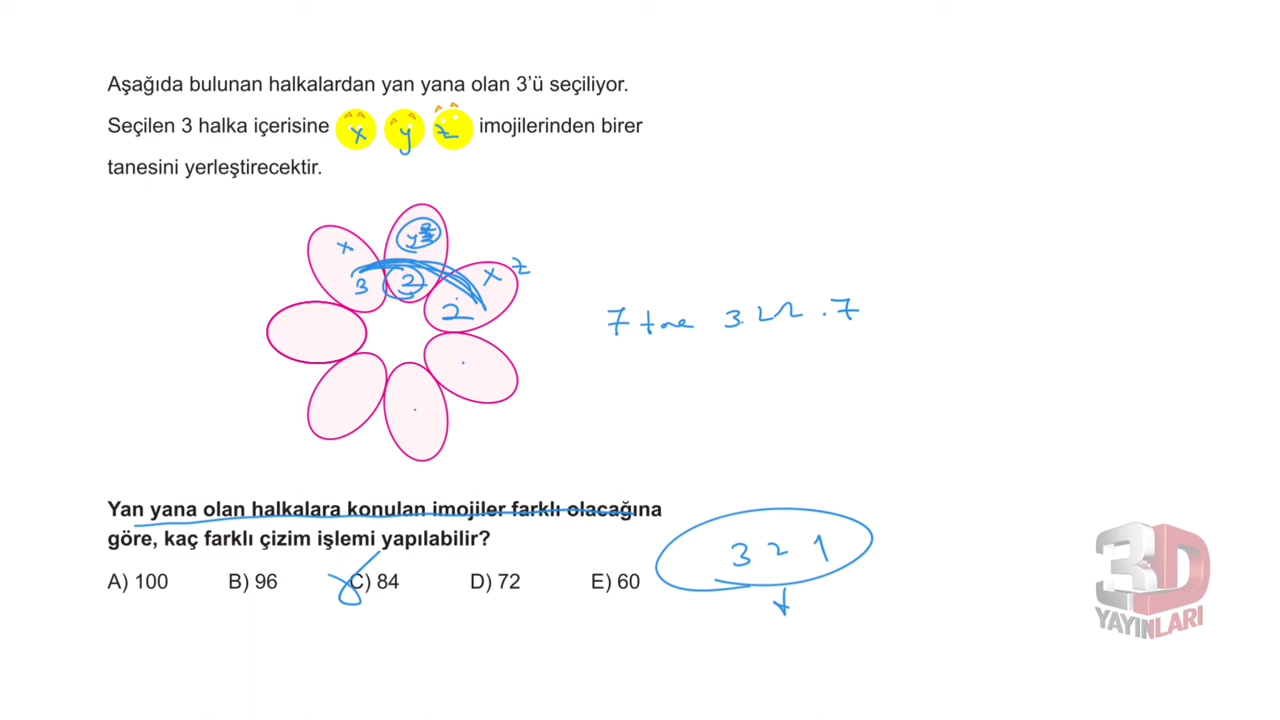 Aşağıda bulunan halkalardan yan yana olan 3'ü seçiliyor.
Seçilen 3 halka içerisine x y z imojilerinden birer
tanesini yerleştirecektir.
x y x z
3 2 2
7 tane 3.2.2.7
Yan yana olan halkalara konulan imojiler farklı olacağına
göre, kaç farklı çizim işlemi yapılabilir?
3 2 1
A) 100 B) 96 C) 84 D) 72 E) 60
3D
YAYINLARI